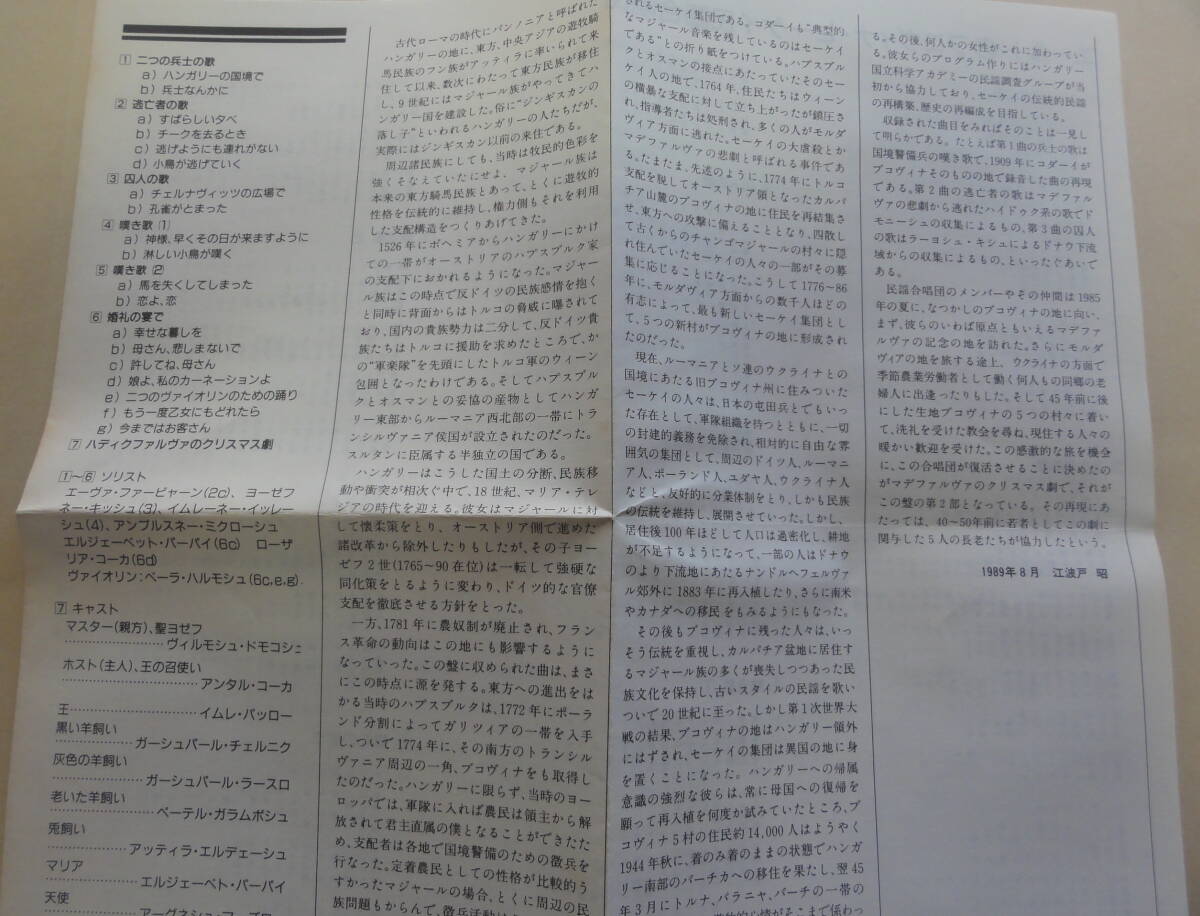 ① 二つの兵士の歌
a）ハンガリーの国境で
b）兵士なんかに
② 逃亡者の歌
a）すばらしい夕べ
b）チークを去るとき
c）逃げようにも連れがない
d）小鳥が逃げていく
③ 囚人の歌
a）チェルナヴィッツの広場で
b）孔雀がとまった
④ 嘆き歌 (1)
a）神様、早くその日が来ますように
b）淋しい小鳥が嘆く
⑤ 嘆き歌 (2)
a）馬を失くしてしまった
b）恋よ、恋
⑥ 婚礼の宴で
a）幸せな暮しを
b）母さん、悲しまないで
c）許してね、母さん
d）娘よ、私のカーネーションよ
e）二つのヴァイオリンのための踊り
f）もう一度乙女にもどれたら
g）今まではお客さん
⑦ ハディクファルヴァのクリスマス劇
①～⑥ ソリスト
エーヴァ・ファービャーン(2c)、ヨーゼフ
ネー・キッシュ(3)、イムレーネー・イッレー
シュ(4)、アンブルスネー・ミクローシュ
エルジェーベット・バーバイ(6c) ローザ
リア・コーカ(6d)
ヴァイオリン：ベーラ・ハルモシュ(6c,e,g)
⑦ キャスト
マスター(親方)、聖ヨゼフ
ヴィルモシュ・ドモコシュ
ホスト(主人)、王の召使い
アンタル・コーカ
王 イムレ・バッロー
黒い羊飼い
ガーシュパール・チェルニク
灰色の羊飼い
ガーシュパール・ラースロ
老いた羊飼い
ペーテル・ガラムボシュ
兎飼い
アッティラ・エルデェーシュ
マリア
エルジェーベト・バーバイ
天使
古代ローマの時代にパンノニアと呼ばれた
ハンガリーの地に、東方、中央アジアの遊牧騎
馬民族のフン族がアッティラに率いられて来
住して以来、数次にわたって東方民族が移住
し、9世紀にはマジャール族がやってきてハ
ンガリー国を建設した。俗に“ジンギスカンの
落し子”といわれるハンガリーの人たちだが、
実際にはジンギスカン以前の来住である。
周辺諸民族にしても、当時は牧民的色彩を
強くそなえていたにせよ、マジャール族は
本来の東方騎馬民族とあって、とくに遊牧的
性格を伝統的に維持し、権力側もそれを利用
した支配構造をつくりあげてきた。
1526年にボヘミアからハンガリーにかけ
ての一帯がオーストリアのハプスブルク家
の支配下におかれるようになった。マジャー
ル族はこの時点で反ドイツの民族感情を抱く
と同時に背面からはトルコの脅威に曝されて
おり、国内の貴族勢力は二分して、反ドイツ貴
族たちはトルコに援助を求めたところで、か
の“軍楽隊”を先頭にしたトルコ軍のウィーン
包囲となったわけである。そしてハプスブル
クとオスマンとの妥協の産物としてハンガ
リー東部からルーマニア西北部の一帯にトラ
ンシルヴァニア侯国が設立されたのだった。
スルタンに臣属する半独立の国である。
ハンガリーはこうした国土の分断、民族移
動や衝突が相次ぐ中で、18世紀、マリア・テレ
ジアの時代を迎える。彼女はマジャールに対
して懐柔策をとり、オーストリア側で進めた
諸改革から除外したりもしたが、その子ヨー
ゼフ2世(1765～90在位)は一転して強硬な
同化策をとるように変わり、ドイツ的な官僚
支配を徹底させる方針をとった。
一方、1781年に農奴制が廃止され、フラン
ス革命の動向はこの地にも影響するように
なっていった。この盤に収められた曲は、まさ
にこの時点に源を発する。東方への進出をは
かる当時のハプスブルクは、1772年にポーラ
ンド分割によってガリツィアの一帯を入手
し、ついで1774年に、その南方のトランシル
ヴァニア周辺の一角、ブコヴィナをも取得し
たのだった。ハンガリーに限らず、当時のヨー
ロッパでは、軍隊に入れば農民は領主から解
放されて君主直属の僕となることができたた
め、支配者は各地で国境警備のための徴兵を
行なった。定着農民としての性格が比較的う
すかったマジャールの場合、とくに周辺の民
族問題もからんで、徴兵活動は
されるセーケイ集団である。コダーイも“典型的
なマジャール音楽を残しているのはセーケイ
である”との折り紙をつけている。ハプスブル
クとオスマンの接点にあたっていたそのセー
ケイ人の地で、1764年、住民たちはウィーン
の横暴な支配に対して立ち上がったが鎮圧さ
れ、指導者たちは処刑され、多くの人がモルダ
ヴィア方面に逃れた。セーケイの大虐殺とか
マデファルヴァの悲劇と呼ばれる事件であ
る。たまたま、先述のように、1774年にトルコ
支配を脱してオーストリア領となったカルパ
チア山麓のブコヴィナの地に住民を再結集さ
せ、東方への攻撃に備えることとなり、四散し
て古くからのチャンゴマジャールの村々に隠
れ住んでいたセーケイの人々の一部がその募
集に応じることになった。こうして1776～86
年に、モルダヴィア方面からの数千人ほどの
有志によって、最も新しいセーケイ集団とし
て、5つの新村がブコヴィナの地に形成され
たのだった。
現在、ルーマニアとソ連のウクライナとの
国境にあたる旧ブコヴィナ州に住みついた
セーケイの人々は、日本の屯田兵とでもいっ
た存在として、軍隊組織を持つとともに、一切
の封建的義務を免除され、相対的に自由な雰
囲気の集団として、周辺のドイツ人、ルーマニ
ア人、ポーランド人、ユダヤ人、ウクライナ人
などと、友好的に分業体制をとり、しかも民族
の伝統を維持し、展開させていった。しかし、
居住後100年ほどして人口は過密化し、耕地
が不足するようになって、一部の人はドナウ
のより下流地にあたるナンドルヘフェルヴァ
ル郊外に1883年に再入植したり、さらに南米
やカナダへの移民をもみるようにもなった。
その後もブコヴィナに残った人々は、いっ
そう伝統を重視し、カルパチア盆地に居住す
るマジャール族の多くが喪失しつつあった民
族文化を保持し、古いスタイルの民謡を歌い
ついで20世紀に至った。しかし第1次世界大
戦の結果、ブコヴィナの地はハンガリー領外
にはずされ、セーケイの集団は異国の地に身
を置くことになった。ハンガリーへの帰属
意識の強烈な彼らは、常に母国への復帰を
願って再入植を何度か試みていたところ、ブ
コヴィナ5村の住民約14,000人はようやく
1944年秋に、着のみ着のままの状態でハンガ
リー南部のバーチカへの移住を果たし、翌45
年3月にトルナ、バラニャ、バーチの一帯の
る。その後、何人かの女性がこれに加わってい
る。彼女らのプログラム作りにはハンガリー
国立科学アカデミーの民謡調査グループが当
初から協力しており、セーケイの伝統的民謡
の再構築、歴史の再編成を目指している。
収録された曲目をみればそのことは一見し
て明らかである。たとえば第1曲の兵士の歌は
国境警備兵の嘆き歌で、1909年にコダーイが
ブコヴィナそのものの地で録音した曲の再現
である。第2曲の逃亡者の歌はマデファル
ヴァの悲劇から逃れたハイドゥク系の歌でド
モニーシュの収集によるもの、第3曲の囚人
の歌はラーヨシュ・キシュによるドナウ下流
域からの収集によるもの、といったぐあいで
ある。
民謡合唱団のメンバーやその仲間は1985
年の夏に、なつかしのブコヴィナの地に向い、
まず、彼らのいわば原点ともいえるマデファ
ルヴァの記念の地を訪れた。さらにモルダ
ヴィアの地を旅する途上、ウクライナの方面で
季節農業労働者として働く何人もの同郷の老
婦人に出逢ったりもした。そして45年前に後
にした生地ブコヴィナの5つの村々に着い
て、洗礼を受けた教会を尋ね、現住する人々の
暖かい歓迎を受けた。この感激的な旅を機会
に、この合唱団が復活させることに決めたの
がマデファルヴァのクリスマス劇で、それが
この盤の第2部となっている。その再現にあ
たっては、40～50年前に若者としてこの劇に
関与した5人の長老たちが協力したという。
1989年8月 江波戸 昭